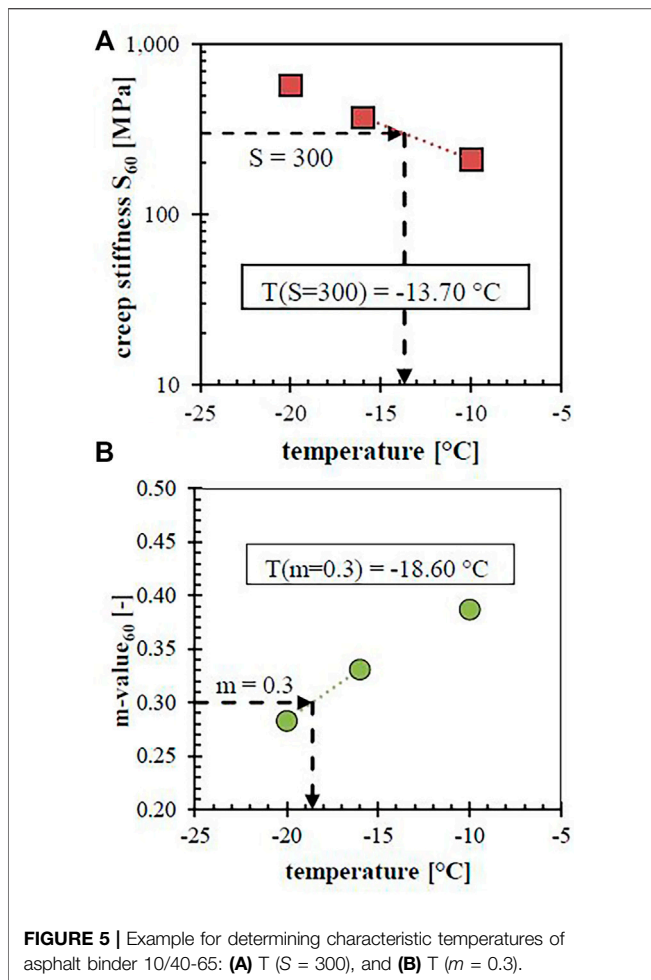 A
1,000
100
10
creep stiffness S₆₀ [MPa]
S = 300
T(S=300) = -13.70 °C
-25 -20 -15 -10 -5
temperature [°C]
B
0.50
0.45
0.40
0.35
0.30
0.25
0.20
m-value₆₀ [-]
T(m=0.3) = -18.60 °C
m = 0.3
-25 -20 -15 -10 -5
temperature [°C]
FIGURE 5 | Example for determining characteristic temperatures of
asphalt binder 10/40-65: (A) T (S = 300), and (B) T (m = 0.3).